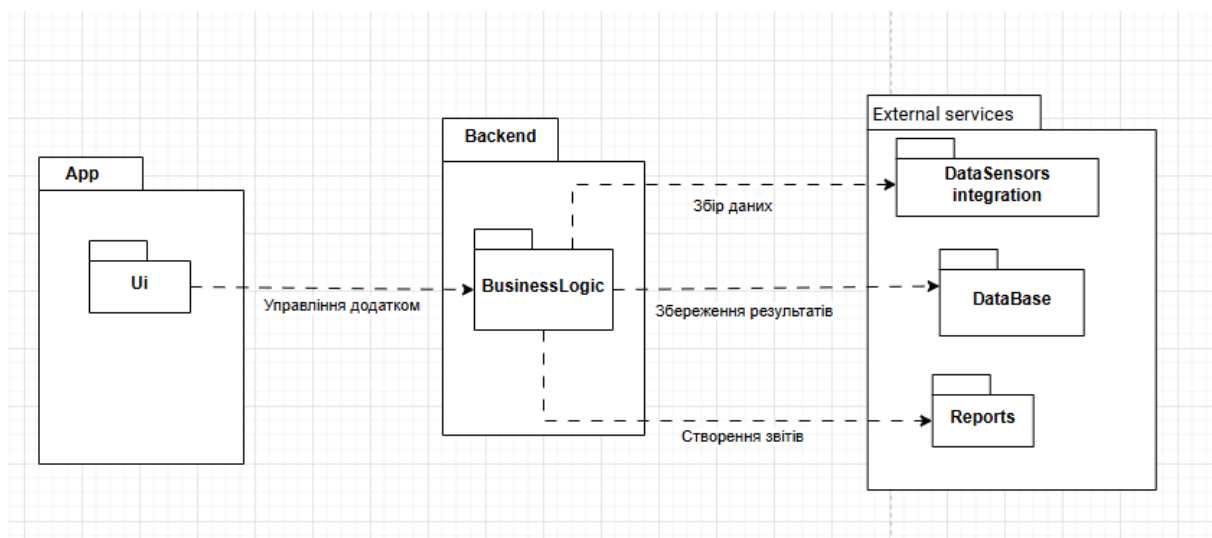 App
Ui
Управління додатком
Backend
BusinessLogic
Збір даних
Збереження результатів
Створення звітів
External services
DataSensors
integration
DataBase
Reports